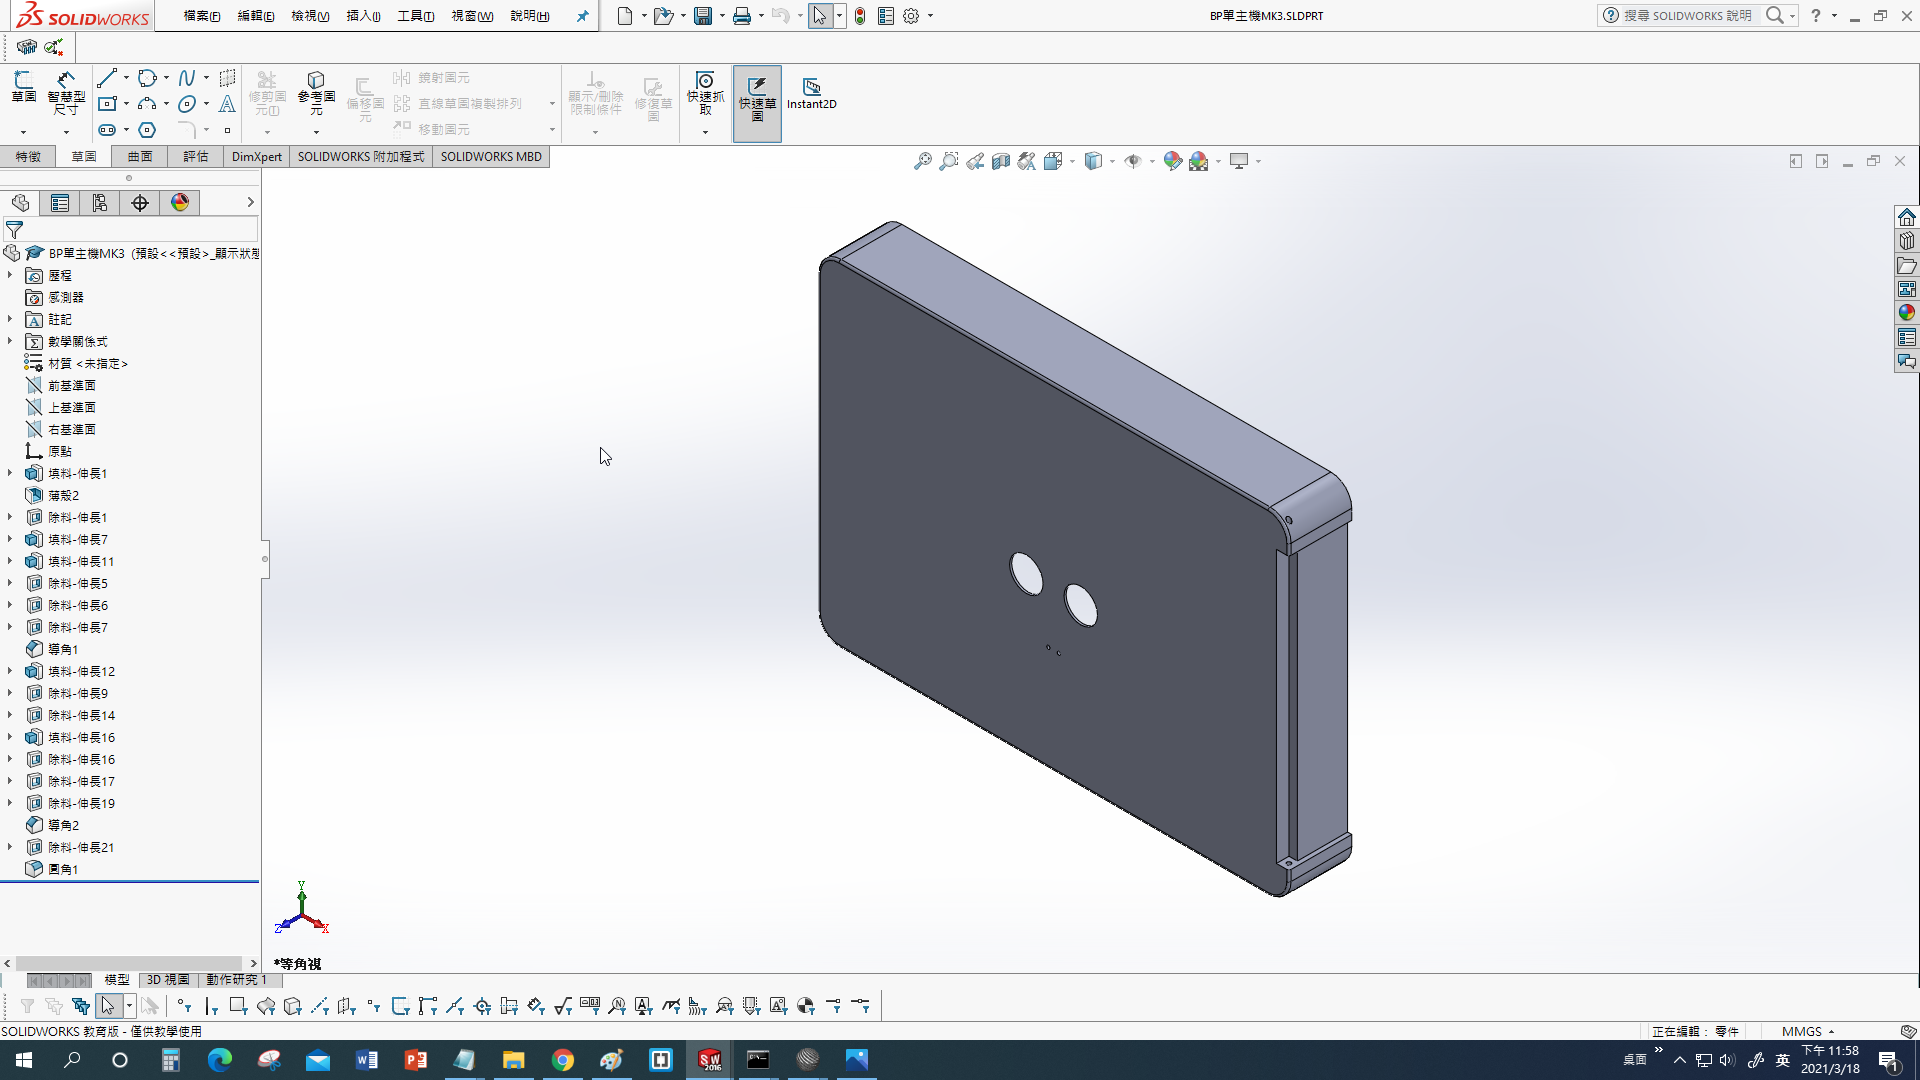 SOLIDWORKS
檔案(F) 編輯(E) 檢視(V) 插入(I) 工具(T) 視窗(W) 說明(H)
BP單主機MK3.SLDPRT
搜尋 SOLIDWORKS 說明
草圖
智慧型尺寸
修剪圖元(I)
參考圖元
偏移圖元
鏡射圖元
直線草圖複製排列
移動圖元
顯示/刪除限制條件
修復草圖
快速抓取
快速草圖
Instant2D
特徵 草圖 曲面 評估 DimXpert SOLIDWORKS 附加程式 SOLIDWORKS MBD
BP單主機MK3 (預設<<預設>_顯示狀態
歷程
感測器
註記
數學關係式
材質 <未指定>
前基準面
上基準面
右基準面
原點
填料-伸長1
薄殼2
除料-伸長1
填料-伸長7
填料-伸長11
除料-伸長5
除料-伸長6
除料-伸長7
導角1
填料-伸長12
除料-伸長9
除料-伸長14
填料-伸長16
除料-伸長16
除料-伸長17
除料-伸長19
導角2
除料-伸長21
圓角1
Y
Z
X
*等角視
模型 3D 視圖 動作研究 1
SOLIDWORKS 教育版 - 僅供教學使用
正在編輯： 零件
MMGS
桌面
英
下午 11:58
2021/3/18
1